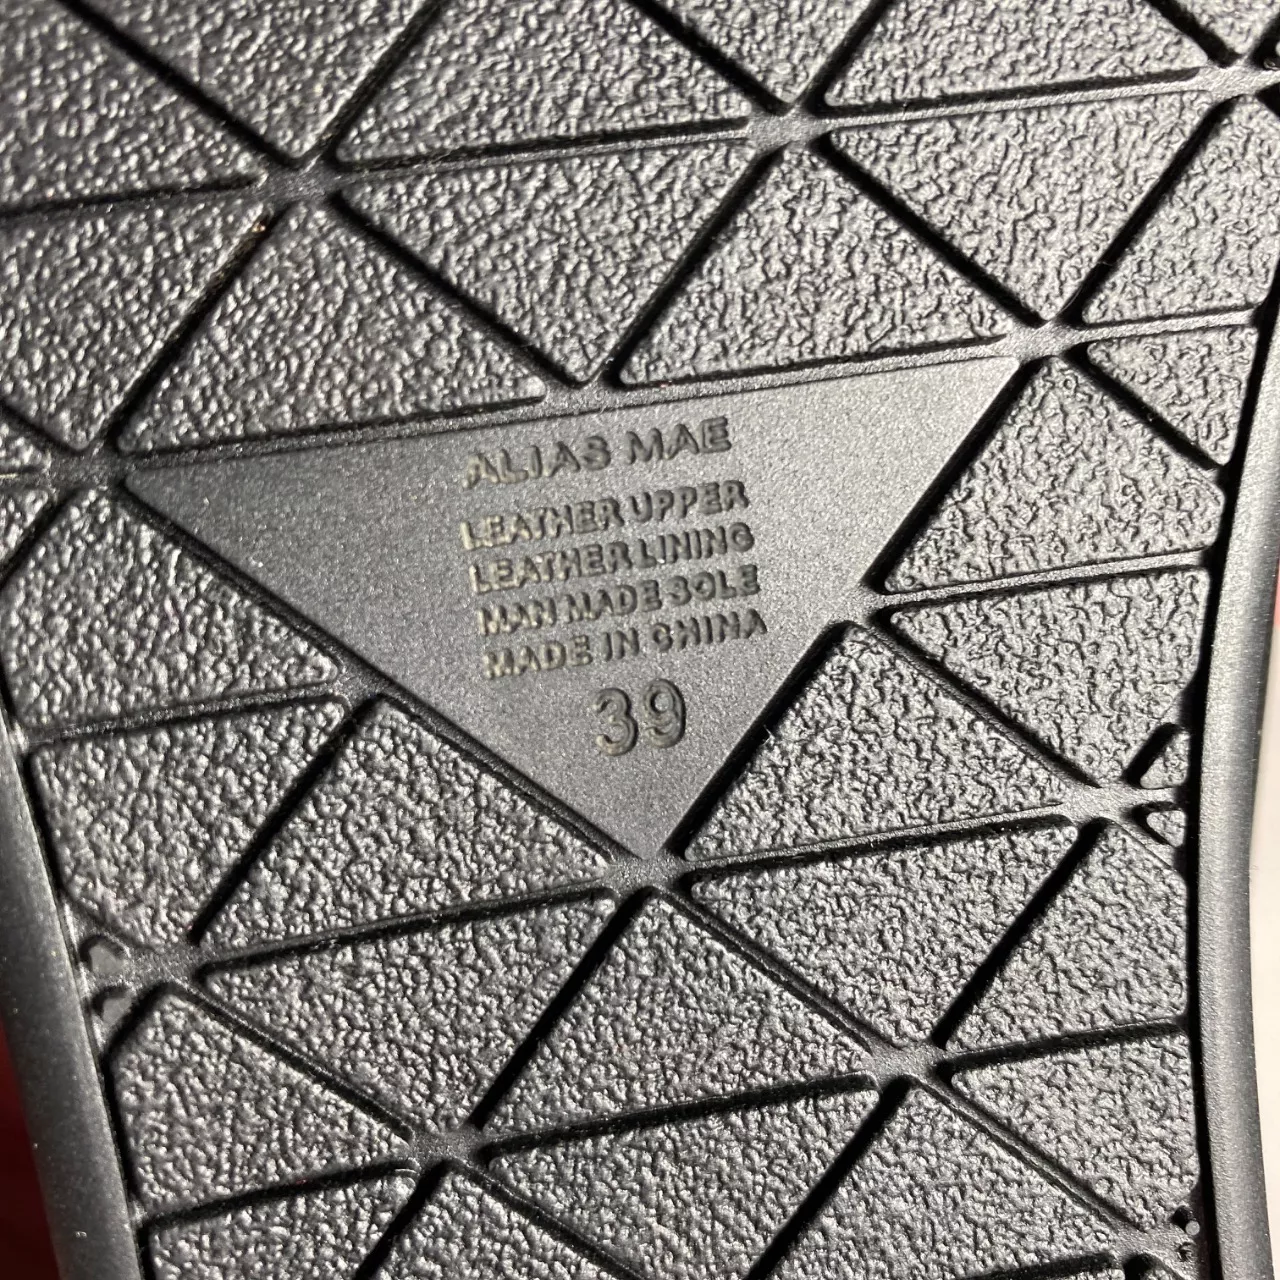 ALIAS MAE
LEATHER UPPER
LEATHER LINING
MAN MADE SOLE
MADE IN CHINA
39